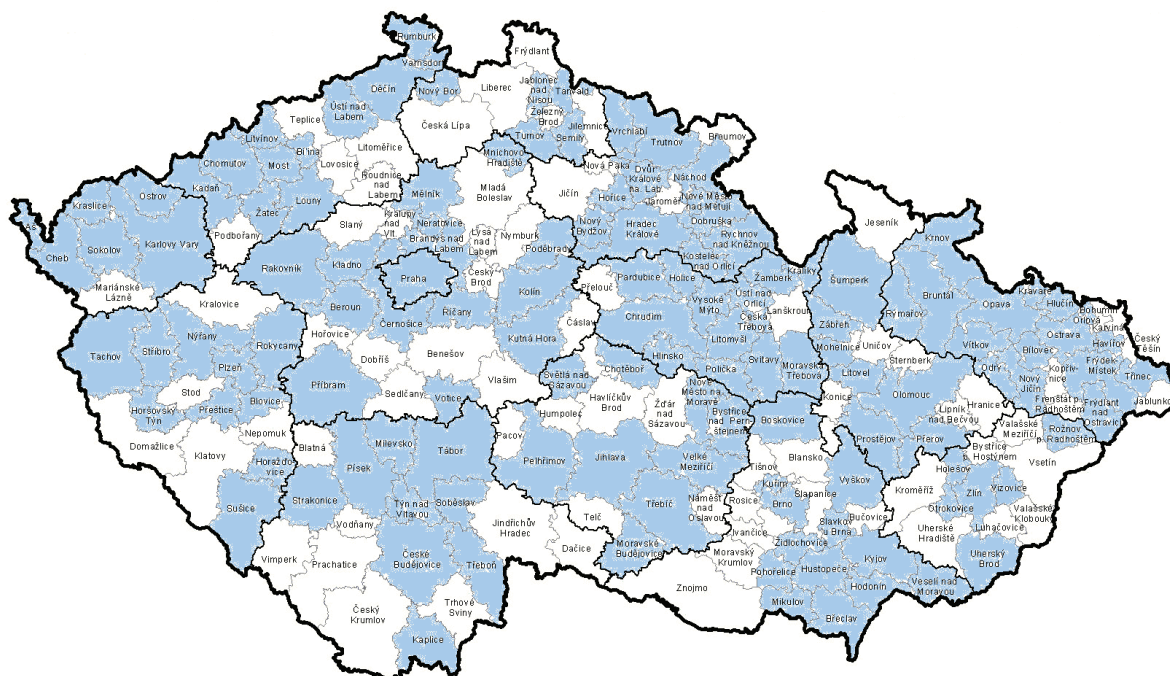 Rumburk
Varnsdorf
Děčín
Nový Bor
Frýdlant
Liberec
Jablonec
nad
Nisou
Tanvald
Železný
Brod
Teplice
Ústí nad
Labem
Česká Lípa
Turnov
Semily
Jilemnice
Vrchlabí
Trutnov
Broumov
Litvínov
Bílina
Most
Litoměřice
Lovosice
Roudnice
nad
Labem
Mnichovo
Hradiště
Chomutov
Kadaň
Louny
Žatec
Podbořany
Mělník
Mladá
Boleslav
Jičín
Nová Paka
Hořice
Dvůr
Králové
na. Lab.
Náchod
Jaroměř
Nové Město
nad Metují
Dobruška
Rychnov
nad Kněžnou
Kostelec
nad Orlicí
Nový
Bydžov
Hradec
Králové
Jeseník
Krnov
Ostrov
Kraslice
Aš
Cheb
Sokolov
Karlovy Vary
Mariánské
Lázně
Slaný
Kralupy
nad
Vlt.
Neratovice
Brandýs nad
Labem
Lysá
nad
Labem
Nymburk
Poděbrady
Rakovník
Kladno
Praha
Český
Brod
Kolín
Beroun
Černošice
Říčany
Kutná Hora
Čáslav
Přelouč
Pardubice
Holice
Chrudim
Vysoké
Mýto
Žamberk
Králíky
Ústí nad
Orlicí
Česká
Třebová
Lanškroun
Litomyšl
Svitavy
Polička
Hlinsko
Moravská
Třebová
Kralovice
Hořovice
Dobříš
Benešov
Vlašim
Příbram
Sedlčany
Votice
Tachov
Stříbro
Nýřany
Plzeň
Rokycany
Stod
Blovice
Horšovský
Týn
Přeštice
Nepomuk
Domažlice
Klatovy
Horažďo-
vice
Sušice
Blatná
Písek
Milevsko
Tábor
Strakonice
Týn nad
Vltavou
Soběslav
Vodňany
Vimperk
Prachatice
České
Budějovice
Třeboň
Jindřichův
Hradec
Dačice
Český
Krumlov
Trhové
Sviny
Kaplice
Světlá nad
Sázavou
Chotěboř
Havlíčkův
Brod
Humpolec
Pacov
Pelhřimov
Jihlava
Žďár
nad
Sázavou
Nové
Město na
Moravě
Bystřice
nad Per-
nštejnem
Velké
Meziříčí
Třebíč
Náměšť
nad
Oslavou
Telč
Moravské
Budějovice
Boskovice
Blansko
Tišnov
Kuřim
Brno
Rosice
Šlapanice
Vyškov
Slavkov
u Brna
Bučovice
Ivančice
Židlochovice
Moravský
Krumlov
Pohořelice
Hustopeče
Kyjov
Hodonín
Veselí nad
Moravou
Znojmo
Mikulov
Břeclav
Šumperk
Zábřeh
Mohelnice
Uničov
Šternberk
Litovel
Olomouc
Konice
Lipník
nad Bečvou
Hranice
Prostějov
Přerov
Bruntál
Rýmařov
Opava
Kravaře
Hlučín
Bohumín
Orlová
Karviná
Český
Těšín
Havířov
Ostrava
Vítkov
Bílovec
Odry
Nový
Jičín
Kopřiv-
nice
Frýdek-
Místek
Třinec
Frenštát p.
Radhoštěm
Frýdlant
nad
Ostravicí
Jablunkov
Valašské
Meziříčí
Rožnov
p.
Radhoštěm
Bystřice
p. Hostýnem
Vsetín
Holešov
Kroměříž
Zlín
Vizovice
Otrokovice
Luhačovice
Valašské
Klobouky
Uherské
Hradiště
Uherský
Brod